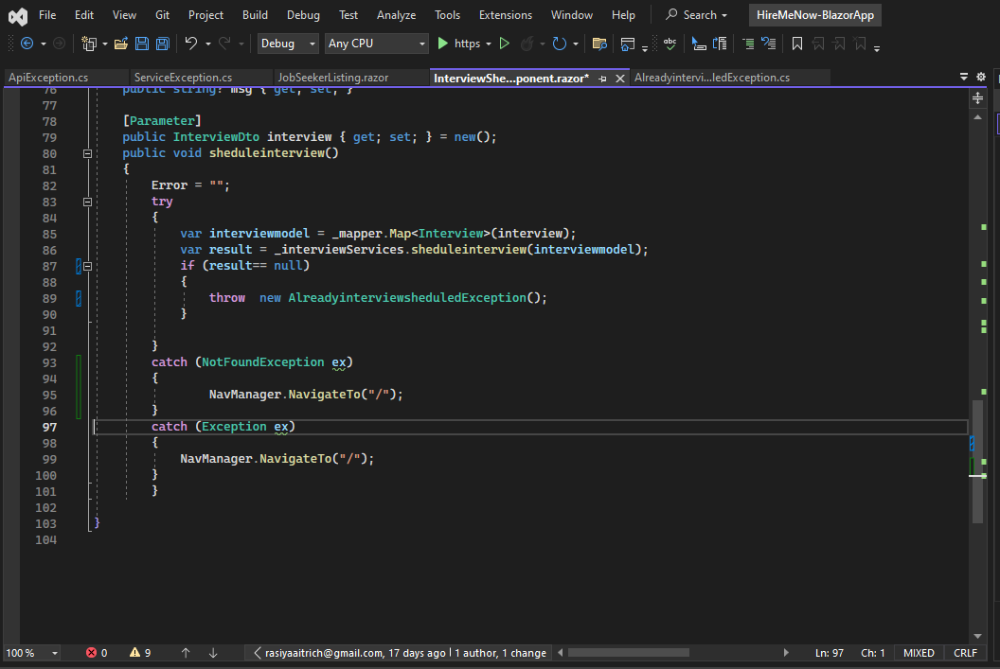 File Edit View Git Project Build Debug Test Analyze Tools Extensions Window Help Search HireMeNow-BlazorApp
Debug Any CPU https
ApiException.cs ServiceException.cs JobSeekerListing.razor InterviewShe...ponent.razor* Alreadyintervi...ledException.cs
76 public string? msg { get; set; }
77
78 [Parameter]
79 public InterviewDto interview { get; set; } = new();
80 public void sheduleinterview()
81 {
82 Error = "";
83 try
84 {
85 var interviewmodel = _mapper.Map<Interview>(interview);
86 var result = _interviewServices.sheduleinterview(interviewmodel);
87 if (result== null)
88 {
89 throw  new AlreadyinterviewsheduledException();
90 }
91
92 }
93 catch (NotFoundException ex)
94 {
95 NavManager.NavigateTo("/");
96 }
97 catch (Exception ex)
98 {
99 NavManager.NavigateTo("/");
100 }
101 }
102
103 }
104
100 % 0 9 rasiyaaitrich@gmail.com, 17 days ago | 1 author, 1 change Ln: 97 Ch: 1 MIXED CRLF